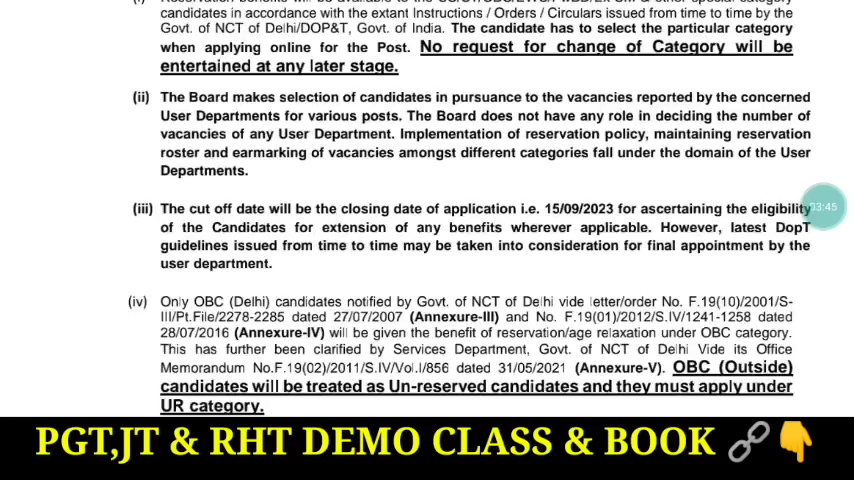 candidates in accordance with the extant Instructions / Orders / Circulars issued from time to time by the
Govt. of NCT of Delhi/DOP&T, Govt. of India. The candidate has to select the particular category
when applying online for the Post. No request for change of Category will be
entertained at any later stage.
(ii) The Board makes selection of candidates in pursuance to the vacancies reported by the concerned
User Departments for various posts. The Board does not have any role in deciding the number of
vacancies of any User Department. Implementation of reservation policy, maintaining reservation
roster and earmarking of vacancies amongst different categories fall under the domain of the User
Departments.
(iii) The cut off date will be the closing date of application i.e. 15/09/2023 for ascertaining the eligibility
03:45
of the Candidates for extension of any benefits wherever applicable. However, latest DopT
guidelines issued from time to time may be taken into consideration for final appointment by the
user department.
(iv) Only OBC (Delhi) candidates notified by Govt. of NCT of Delhi vide letter/order No. F.19(10)/2001/S-
III/Pt.File/2278-2285 dated 27/07/2007 (Annexure-III) and No. F.19(01)/2012/S.IV/1241-1258 dated
28/07/2016 (Annexure-IV) will be given the benefit of reservation/age relaxation under OBC category.
This has further been clarified by Services Department, Govt. of NCT of Delhi Vide its Office
Memorandum No.F.19(02)/2011/S.IV/Vol.I/856 dated 31/05/2021 (Annexure-V). OBC (Outside)
candidates will be treated as Un-reserved candidates and they must apply under
UR category.
PGT,JT & RHT DEMO CLASS & BOOK 🔗👇